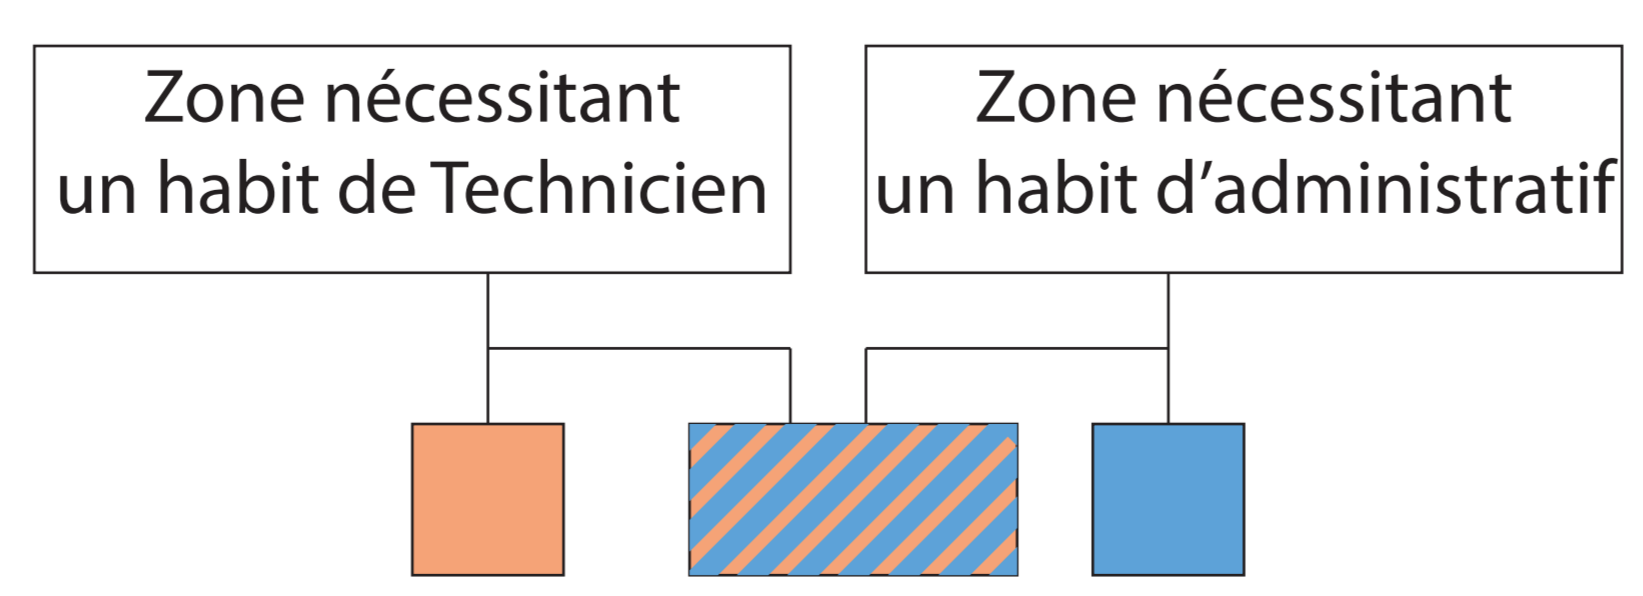 Zone nécessitant
un habit de Technicien
Zone nécessitant
un habit d’administratif